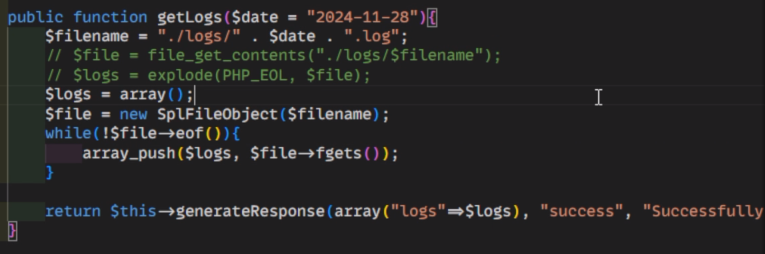 public function getLogs($date = "2024-11-28"){
$filename = "./logs/" . $date . ".log";
// $file = file_get_contents("./logs/$filename");
// $logs = explode(PHP_EOL, $file);
$logs = array();
$file = new SplFileObject($filename);
while(!$file->eof()){
array_push($logs, $file->fgets());
}
return $this->generateResponse(array("logs"=>$logs), "success", "Successfully
}